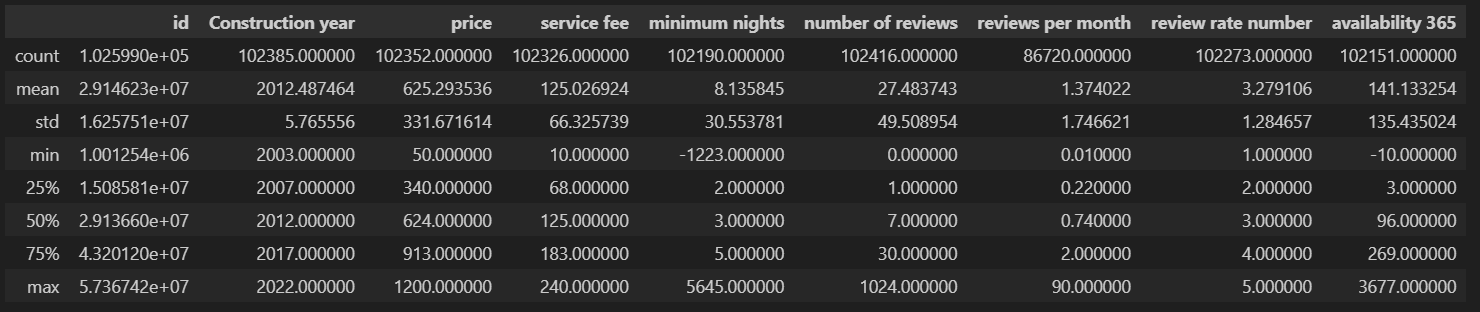 id Construction year price service fee minimum nights number of reviews reviews per month review rate number availability 365
count 1.025990e+05 102385.000000 102352.000000 102326.000000 102190.000000 102416.000000 86720.000000 102273.000000 102151.000000
mean 2.914623e+07 2012.487464 625.293536 125.026924 8.135845 27.483743 1.374022 3.279106 141.133254
std 1.625751e+07 5.765556 331.671614 66.325739 30.553781 49.508954 1.746621 1.284657 135.435024
min 1.001254e+06 2003.000000 50.000000 10.000000 -1223.000000 0.000000 0.010000 1.000000 -10.000000
25% 1.508581e+07 2007.000000 340.000000 68.000000 2.000000 1.000000 0.220000 2.000000 3.000000
50% 2.913660e+07 2012.000000 624.000000 125.000000 3.000000 7.000000 0.740000 3.000000 96.000000
75% 4.320120e+07 2017.000000 913.000000 183.000000 5.000000 30.000000 2.000000 4.000000 269.000000
max 5.736742e+07 2022.000000 1200.000000 240.000000 5645.000000 1024.000000 90.000000 5.000000 3677.000000